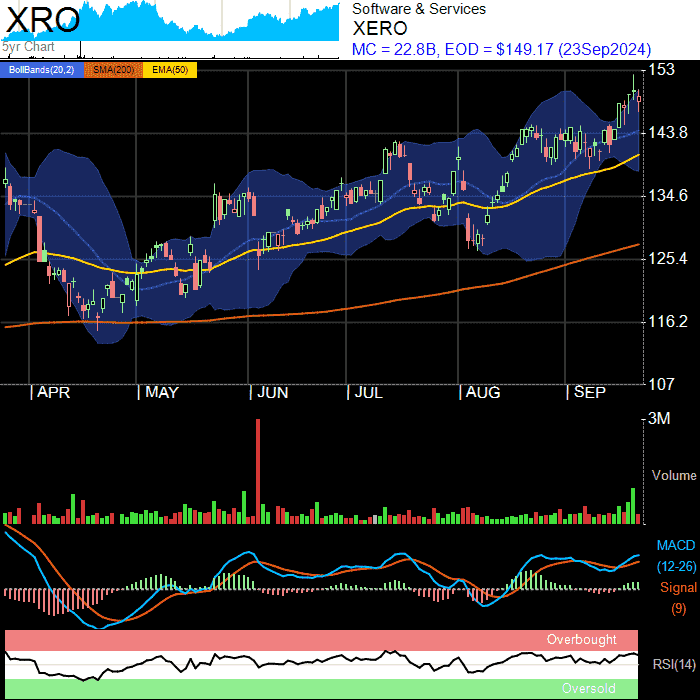 XRO
5yr Chart
Software & Services
XERO
MC = 22.8B, EOD = $149.17 (23Sep2024)
BollBands(20,2) SMA(200) EMA(50)
153
143.8
134.6
125.4
116.2
107
APR MAY JUN JUL AUG SEP
3M
Volume
MACD
(12-26)
Signal
(9)
Overbought
RSI(14)
Oversold